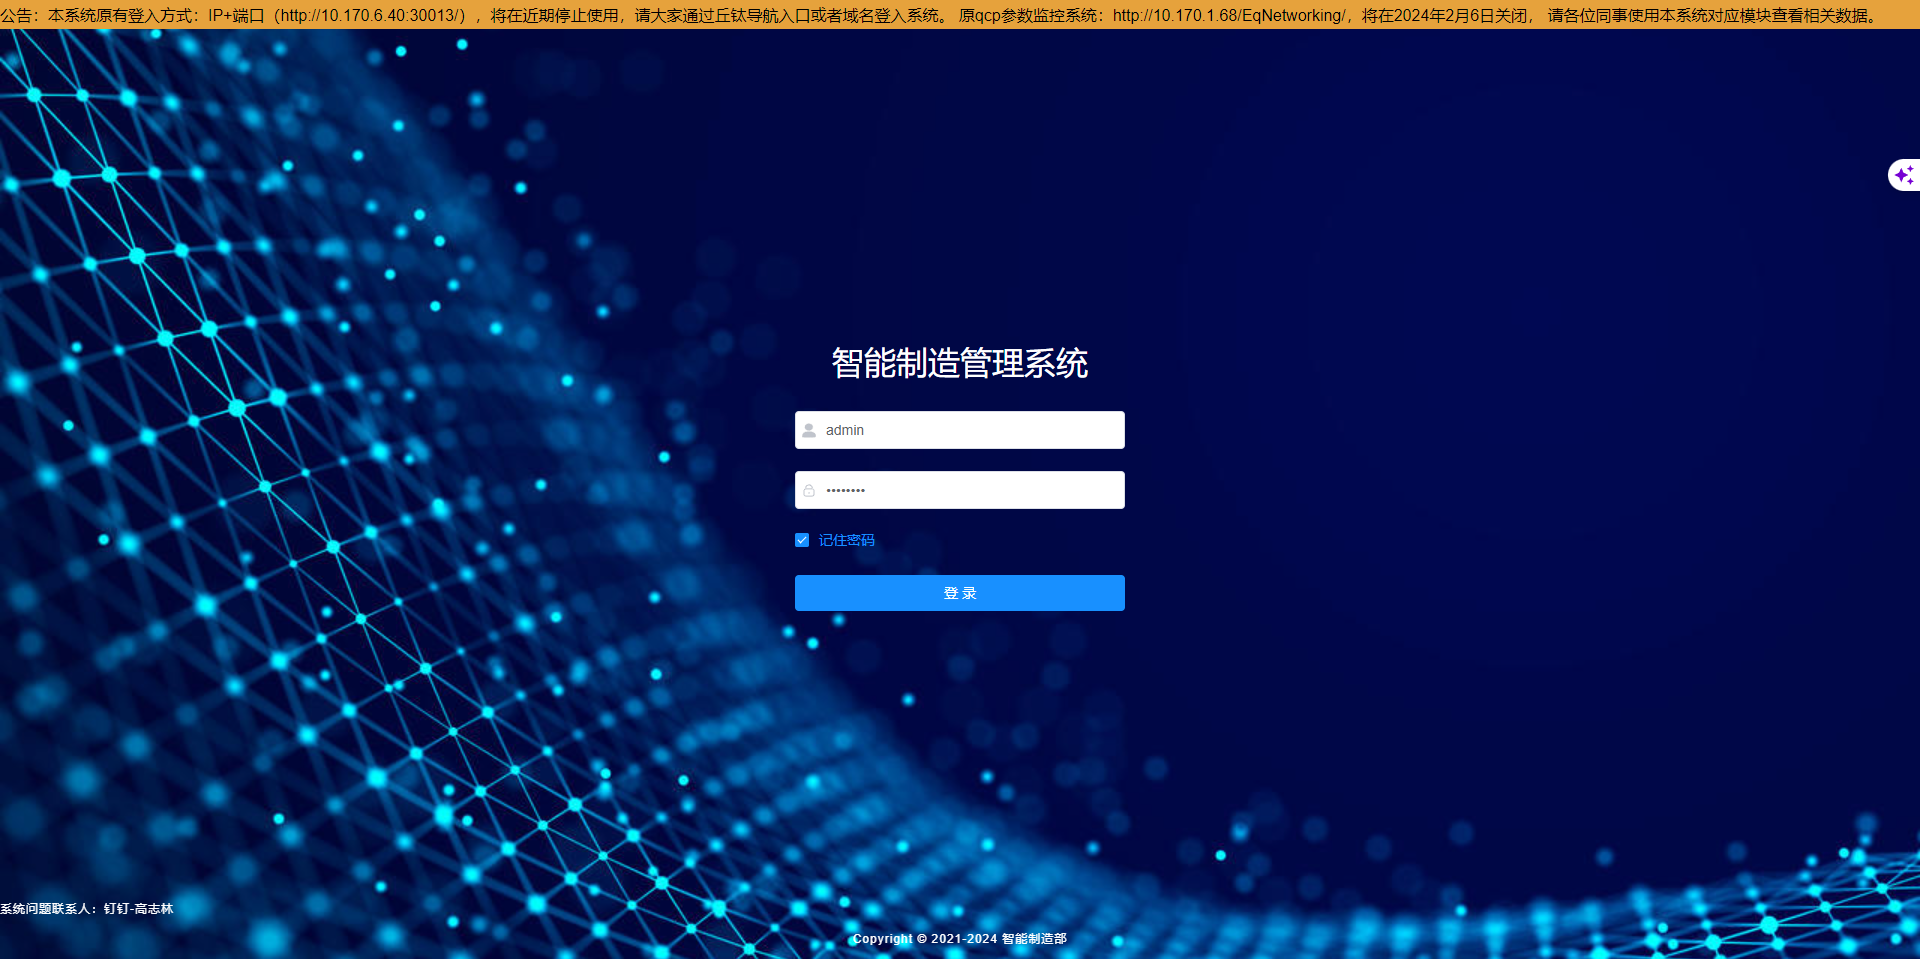 公告：本系统原有登入方式：IP+端口（http://10.170.6.40:30013/），将在近期停止使用，请大家通过丘钛导航入口或者域名登入系统。 原qcp参数监控系统：http://10.170.1.68/EqNetworking/，将在2024年2月6日关闭， 请各位同事使用本系统对应模块查看相关数据。
智能制造管理系统
admin
••••••••
记住密码
登 录
系统问题联系人：钉钉-高志林
Copyright © 2021-2024 智能制造部